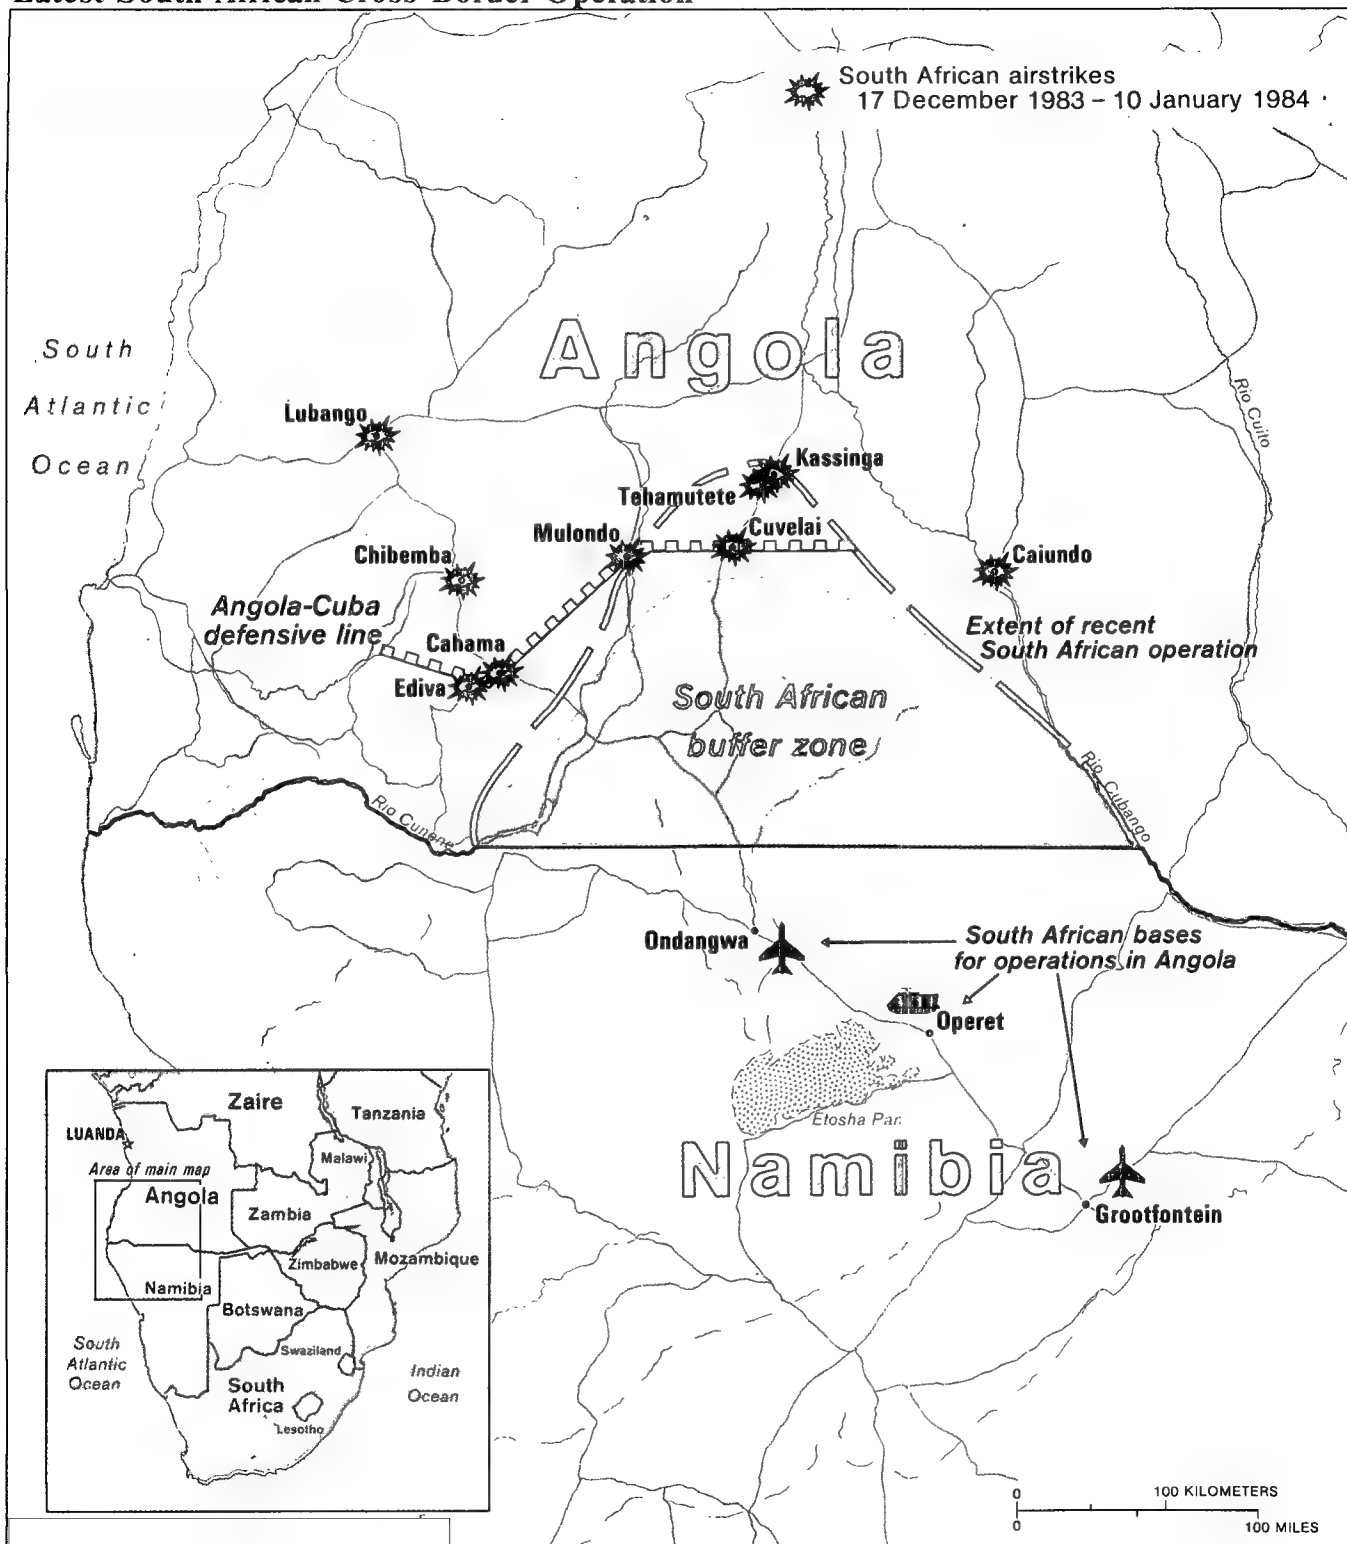 Latest South African Cross-Border Operation
South African airstrikes
17 December 1983 – 10 January 1984
Angola
South
Atlantic
Ocean
Rio Cuito
Lubango
Kassinga
Tehamutete
Mulondo
Cuvelai
Chibemba
Caiundo
Angola-Cuba
defensive line
Extent of recent
South African operation
Cahama
Ediva
South African
buffer zone
Rio Cunene
Rio Cubango
Ondangwa
South African bases
for operations in Angola
Operet
Etosha Pan
Namibia
Grootfontein
Zaire
Tanzania
LUANDA
Malawi
Area of main map
Angola
Zambia
Zimbabwe
Mozambique
Namibia
Botswana
South
Atlantic
Ocean
Swaziland
Indian
Ocean
South
Africa
Lesotho
0 100 KILOMETERS
0 100 MILES